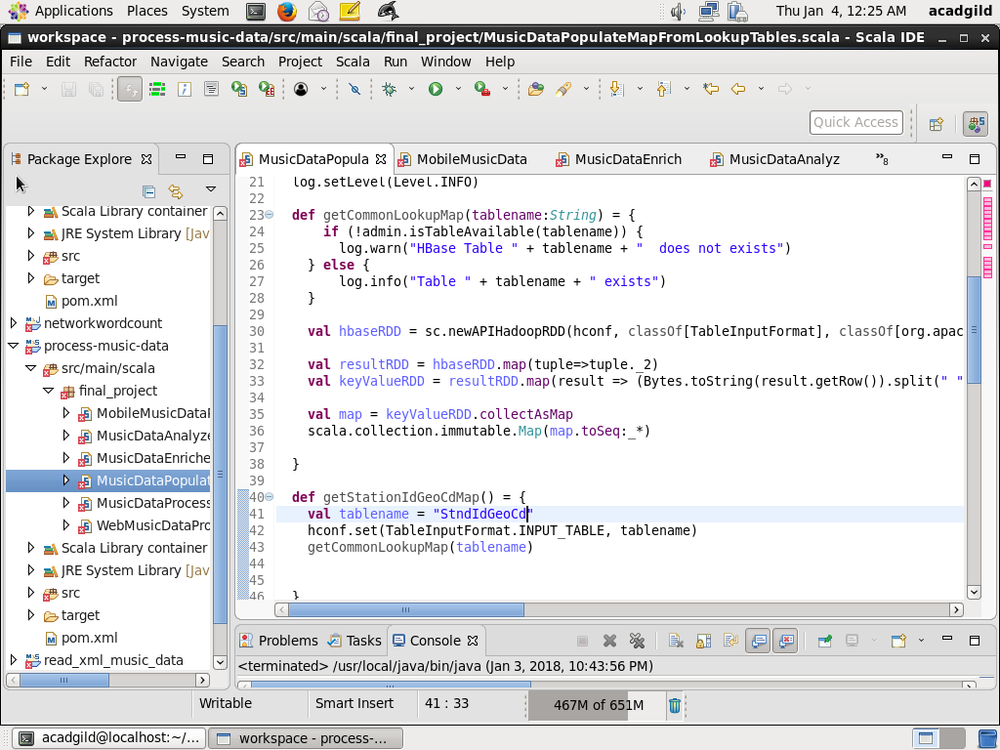 Applications Places System Thu Jan 4, 12:25 AM acadgild
workspace - process-music-data/src/main/scala/final_project/MusicDataPopulateMapFromLookupTables.scala - Scala IDE
File Edit Refactor Navigate Search Project Scala Run Window Help
Quick Access
Package Explore
MusicDataPopula MobileMusicData MusicDataEnrich MusicDataAnalyz »8
Scala Library container
JRE System Library [Jav
src
target
pom.xml
networkwordcount
process-music-data
src/main/scala
final_project
MobileMusicDataP
MusicDataAnalyze
MusicDataEnriche
MusicDataPopulat
MusicDataProcess
WebMusicDataPro
Scala Library container
JRE System Library [Jav
src
target
pom.xml
read_xml_music_data
21 log.setLevel(Level.INFO)
22
23 def getCommonLookupMap(tablename:String) = {
24 if (!admin.isTableAvailable(tablename)) {
25 log.warn("HBase Table " + tablename + "  does not exists")
26 } else {
27 log.info("Table " + tablename + " exists")
28 }
29
30 val hbaseRDD = sc.newAPIHadoopRDD(hconf, classOf[TableInputFormat], classOf[org.apac
31
32 val resultRDD = hbaseRDD.map(tuple=>tuple._2)
33 val keyValueRDD = resultRDD.map(result => (Bytes.toString(result.getRow()).split(" "
34
35 val map = keyValueRDD.collectAsMap
36 scala.collection.immutable.Map(map.toSeq:_*)
37
38 }
39
40 def getStationIdGeoCdMap() = {
41 val tablename = "StndIdGeoCd"
42 hconf.set(TableInputFormat.INPUT_TABLE, tablename)
43 getCommonLookupMap(tablename)
44
45
46 }
Problems Tasks Console
<terminated> /usr/local/java/bin/java (Jan 3, 2018, 10:43:56 PM)
Writable Smart Insert 41 : 33 467M of 651M
acadgild@localhost:~/... workspace - process-...